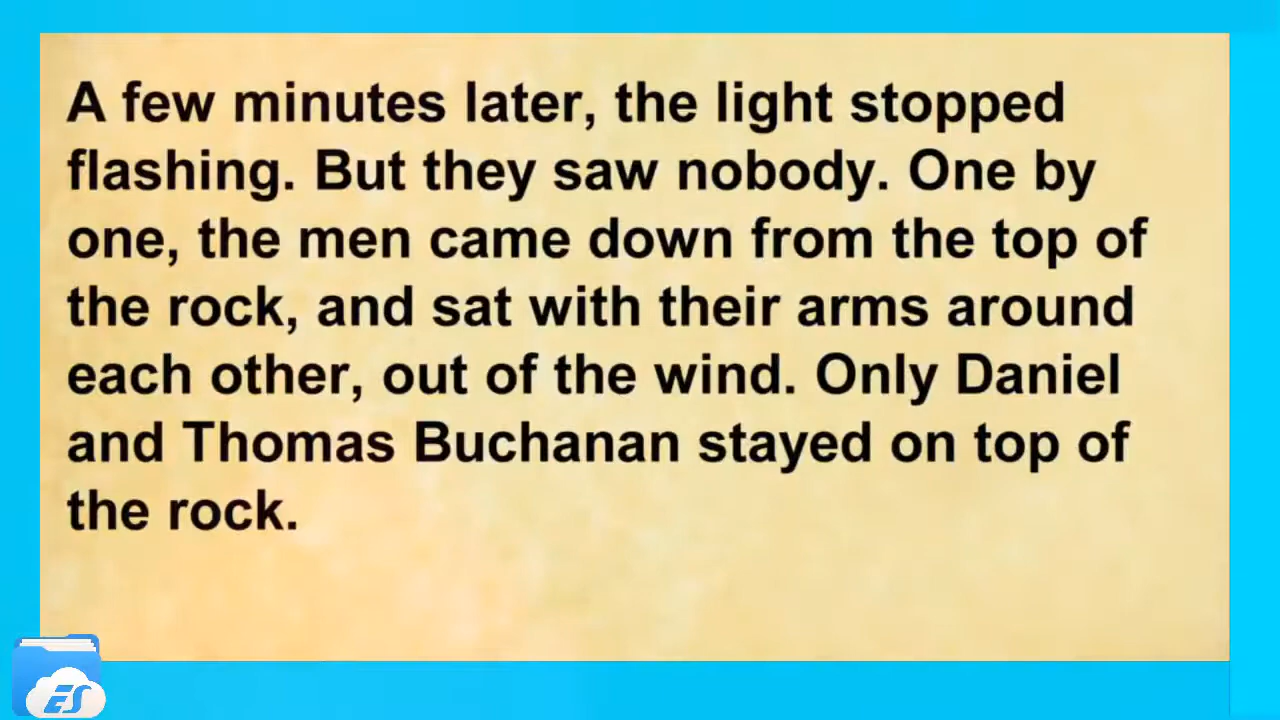 A few minutes later, the light stopped
flashing. But they saw nobody. One by
one, the men came down from the top of
the rock, and sat with their arms around
each other, out of the wind. Only Daniel
and Thomas Buchanan stayed on top of
the rock.
ES